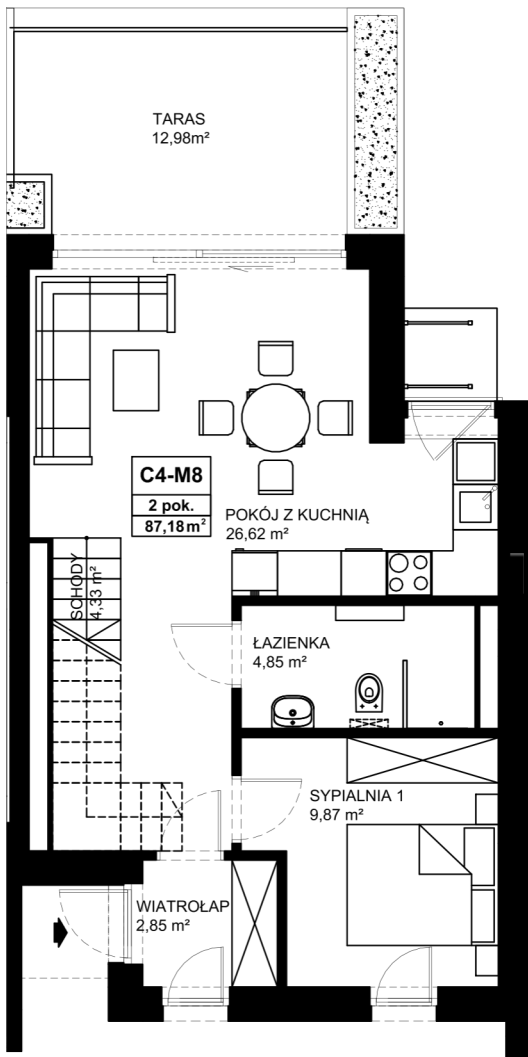 TARAS
12,98m²
C4-M8
2 pok.
87,18 m²
POKÓJ Z KUCHNIĄ
26,62 m²
SCHODY
4,33 m²
ŁAZIENKA
4,85 m²
SYPIALNIA 1
9,87 m²
WIATROŁAP
2,85 m²